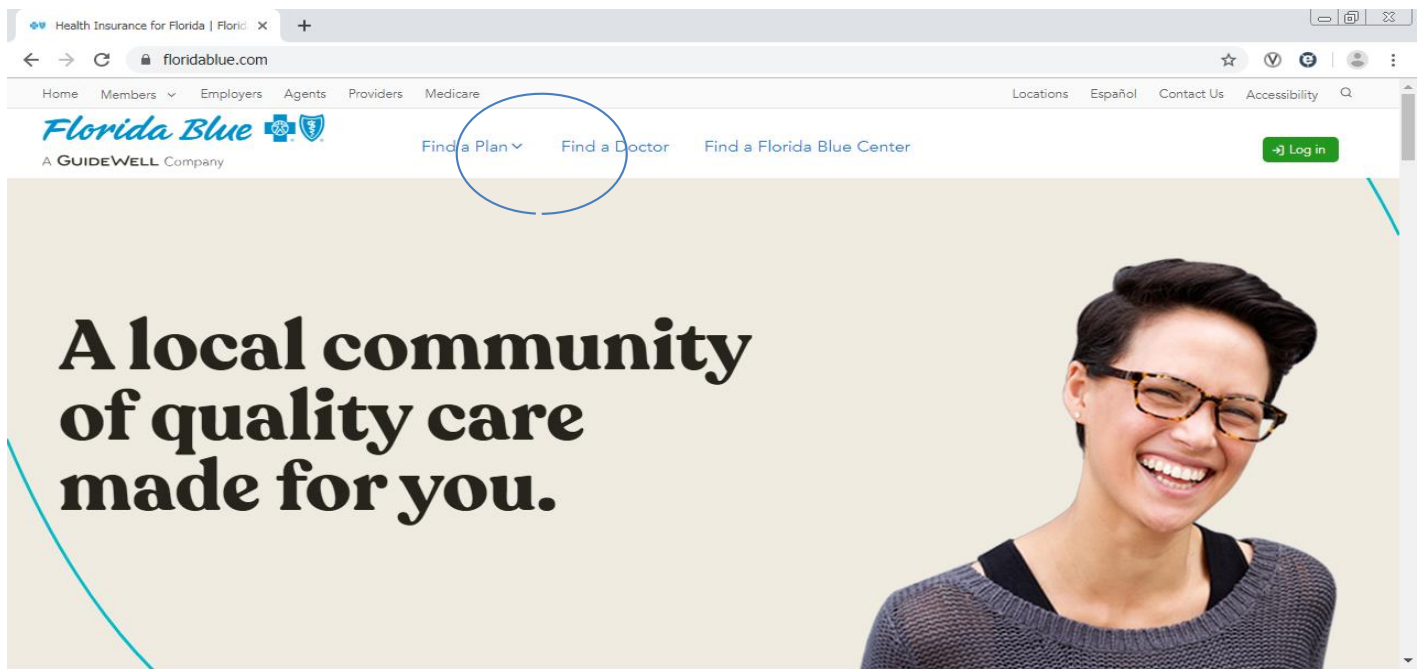 Health Insurance for Florida | Florid
floridablue.com
Home Members Employers Agents Providers Medicare Locations Español Contact Us Accessibility
Florida Blue
A GUIDEWELL Company
Find a Plan Find a Doctor Find a Florida Blue Center
Log in
A local community
of quality care
made for you.